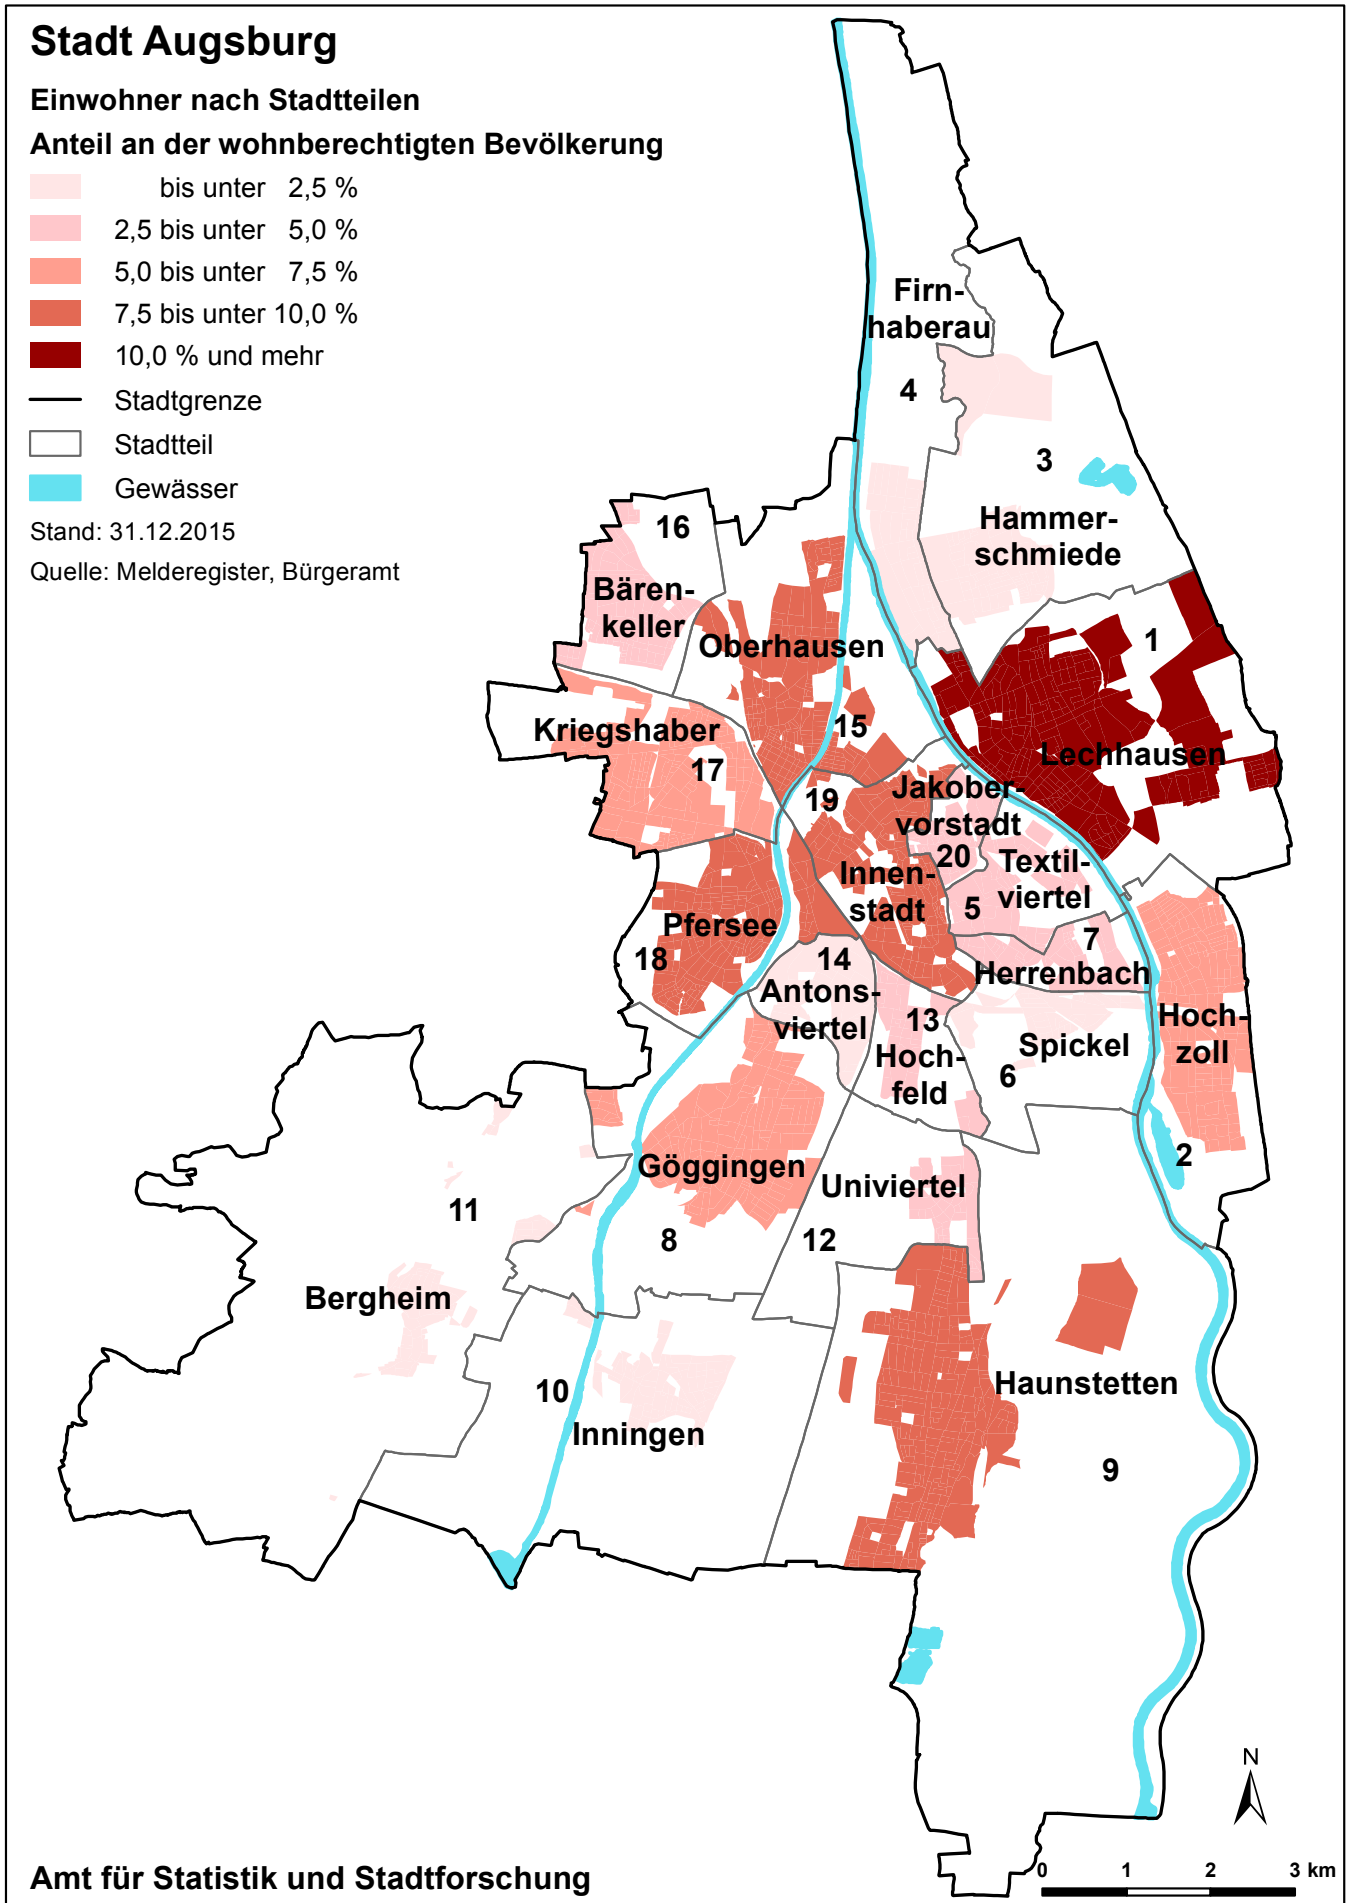 Stadt Augsburg
Einwohner nach Stadtteilen
Anteil an der wohnberechtigten Bevölkerung
bis unter 2,5 %
2,5 bis unter 5,0 %
5,0 bis unter 7,5 %
7,5 bis unter 10,0 %
10,0 % und mehr
Stadtgrenze
Stadtteil
Gewässer
Stand: 31.12.2015
Quelle: Melderegister, Bürgeramt
Firn-
haberau
4
3
Hammer-
schmiede
16
Bären-
keller
Oberhausen
15
1
Lechhausen
Kriegshaber
17
19
Jakober-
vorstadt
20
Textil-
viertel
5
Innen-
stadt
Pfersee
18
7
Herrenbach
14
Antons-
viertel
13
Hoch-
feld
Spickel
6
Hoch-
zoll
2
Göggingen
8
Univiertel
12
11
Bergheim
10
Inningen
Haunstetten
9
N
0 1 2 3 km
Amt für Statistik und Stadtforschung